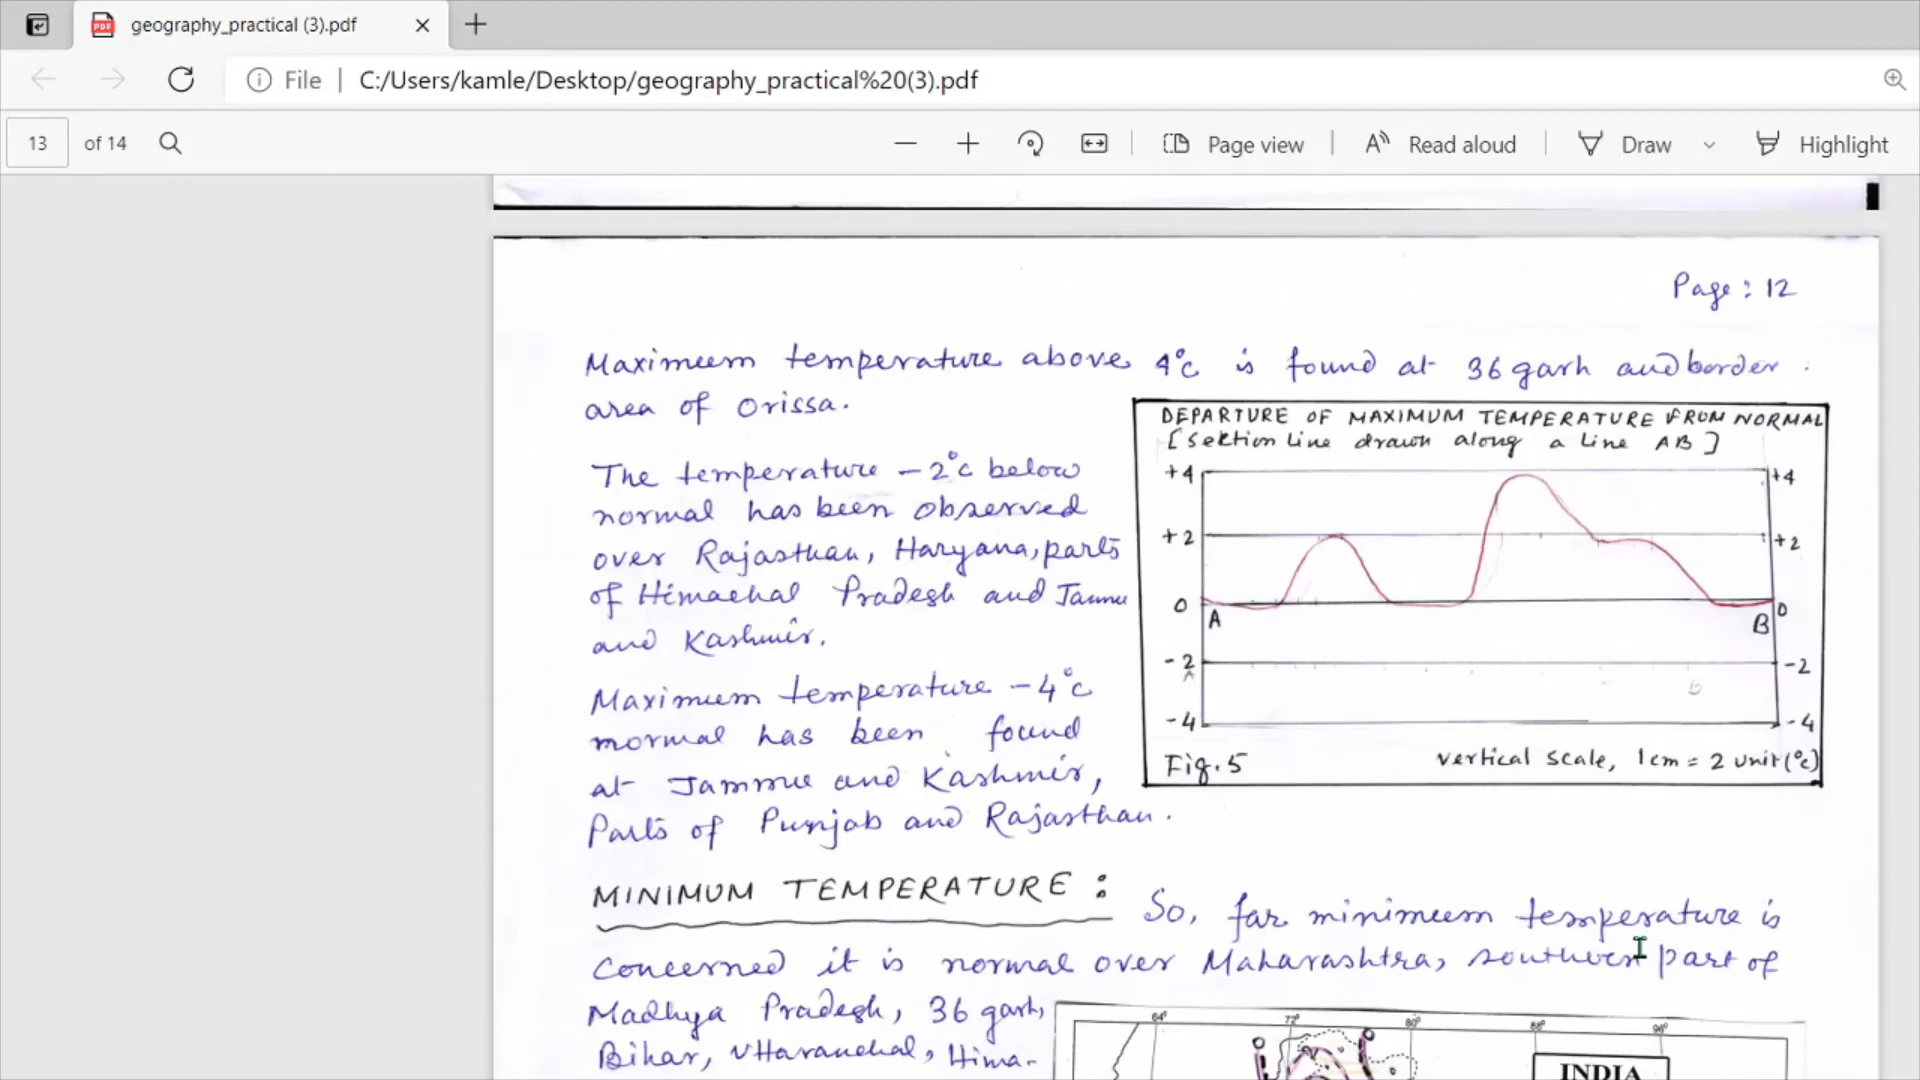 geography_practical (3).pdf
File | C:/Users/kamle/Desktop/geography_practical%20(3).pdf
13 of 14
Page view
Read aloud
Draw
Highlight
Page: 12
Maximum temperature above 4°c is found at 36 garh and border
area of Orissa.
The temperature -2°c below
normal has been observed
over Rajasthan, Haryana, parts
of Himachal Pradesh and Jammu
and Kashmir.
Maximum temperature -4°c
normal has been found
at Jammu and Kashmir,
Parts of Punjab and Rajasthan.
DEPARTURE OF MAXIMUM TEMPERATURE FROM NORMAL
[Section Line drawn along a line AB]
+4 +4
+2 +2
0 0
A B
-2 -2
-4 -4
Fig. 5 vertical scale, 1cm = 2 unit (°c)
MINIMUM TEMPERATURE: So, far minimum temperature is
concerned it is normal over Maharashtra, southwest part of
Madhya Pradesh, 36 garh,
Bihar, Uttaranchal, Hima-
64° 72° 80° 88° 96°
INDIA